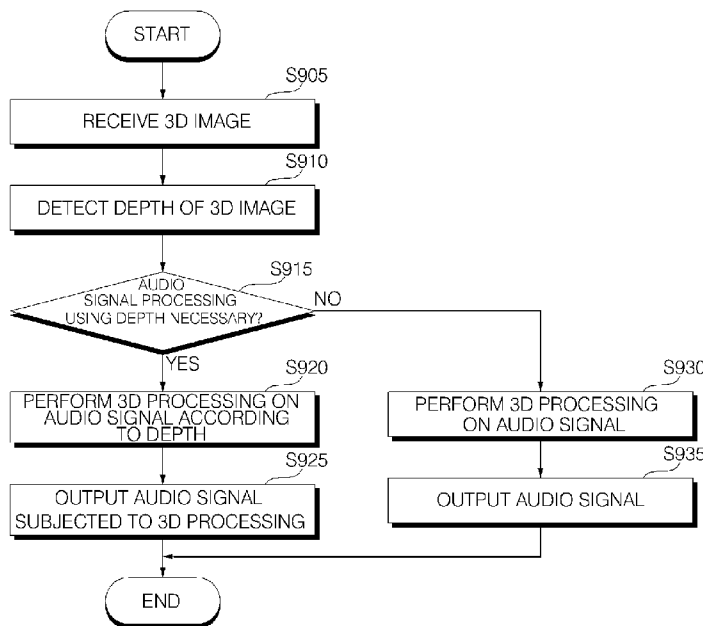 START
S905
RECEIVE 3D IMAGE
S910
DETECT DEPTH OF 3D IMAGE
S915
AUDIO
SIGNAL PROCESSING
USING DEPTH NECESSARY?
NO
YES
S920
PERFORM 3D PROCESSING ON
AUDIO SIGNAL ACCORDING
TO DEPTH
S930
PERFORM 3D PROCESSING
ON AUDIO SIGNAL
S925
OUTPUT AUDIO SIGNAL
SUBJECTED TO 3D PROCESSING
S935
OUTPUT AUDIO SIGNAL
END